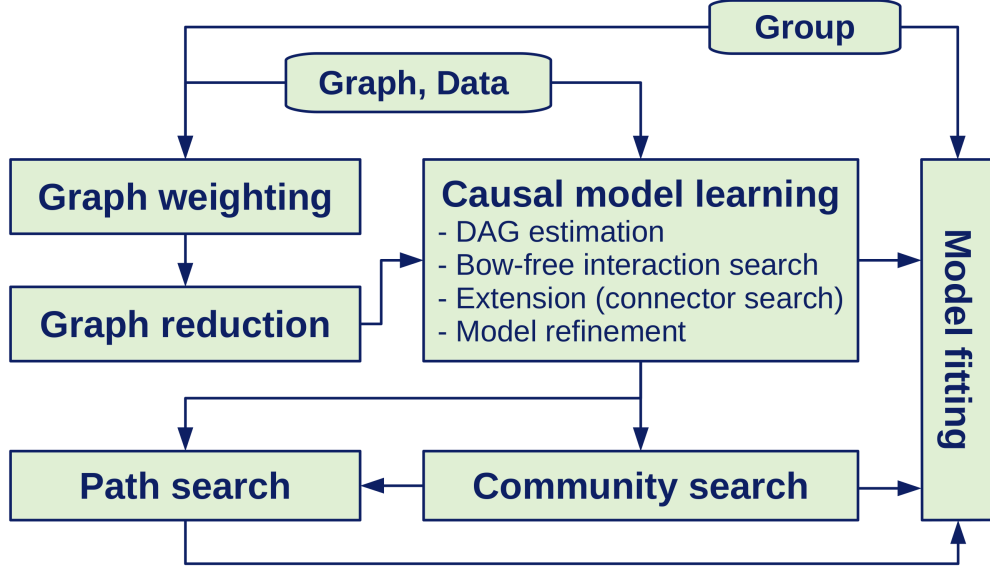 Group
Graph, Data
Graph weighting
Causal model learning
- DAG estimation
- Bow-free interaction search
- Extension (connector search)
- Model refinement
Graph reduction
Model fitting
Path search
Community search